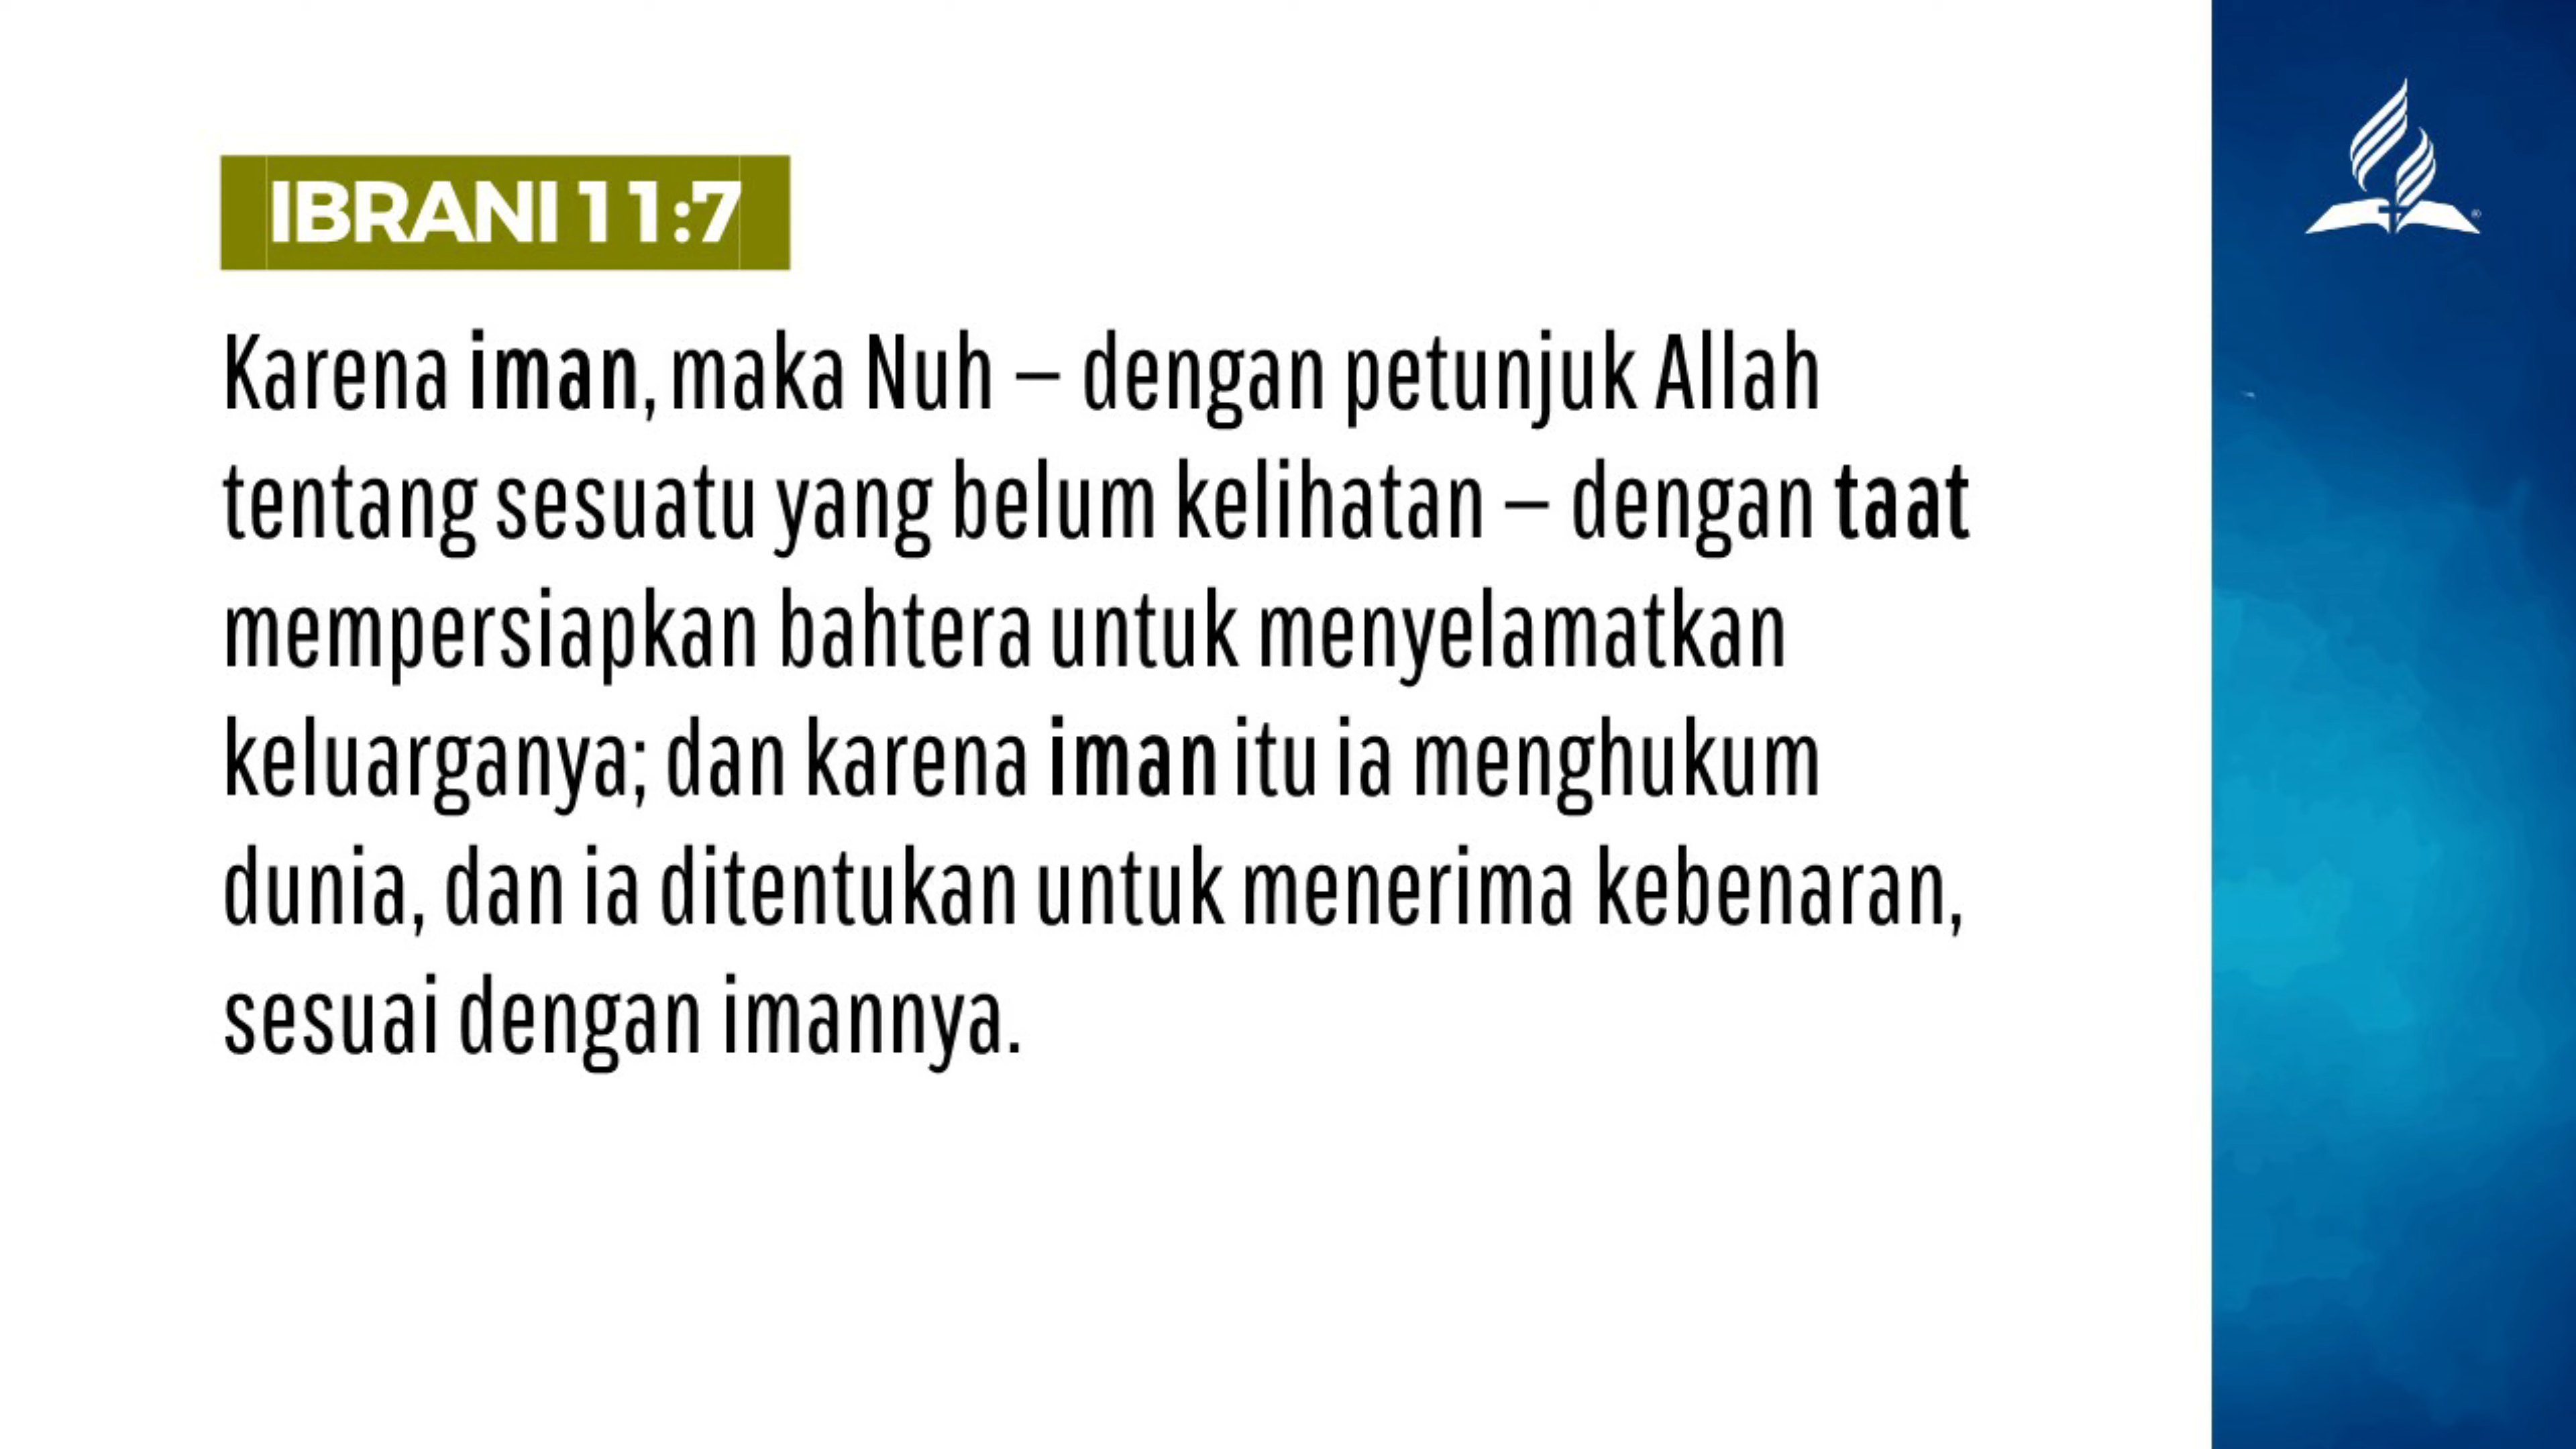 IBRANI 11:7
Karena iman, maka Nuh – dengan petunjuk Allah
tentang sesuatu yang belum kelihatan – dengan taat
mempersiapkan bahtera untuk menyelamatkan
keluarganya; dan karena iman itu ia menghukum
dunia, dan ia ditentukan untuk menerima kebenaran,
sesuai dengan imannya.